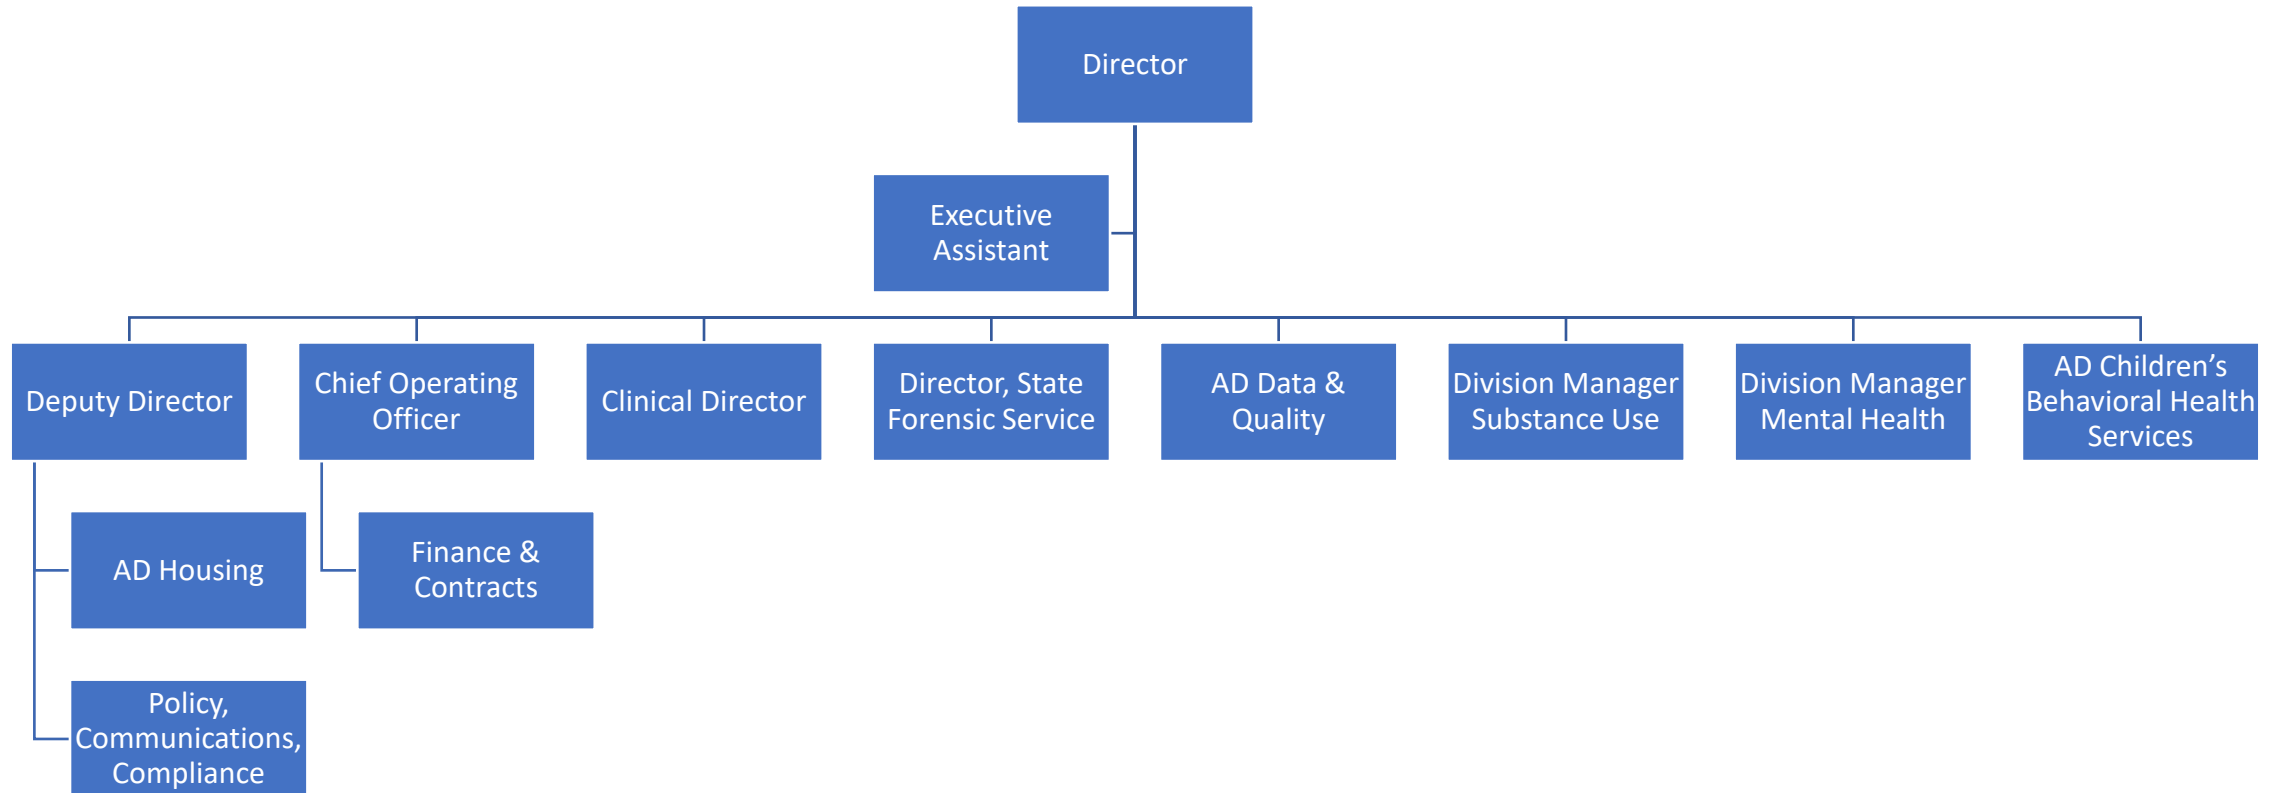 Director
Executive
Assistant
Deputy Director
Chief Operating
Officer
Clinical Director
Director, State
Forensic Service
AD Data &
Quality
Division Manager
Substance Use
Division Manager
Mental Health
AD Children’s
Behavioral Health
Services
AD Housing
Finance &
Contracts
Policy,
Communications,
Compliance